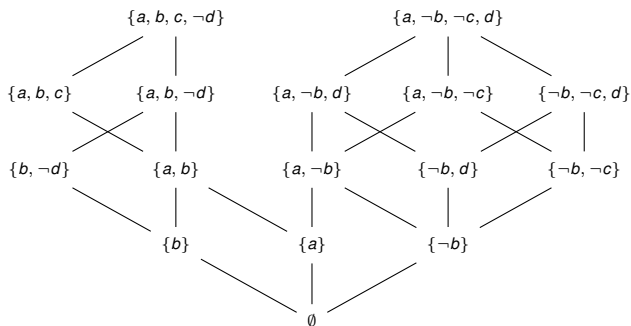 {a, b, c, ¬d} {a, ¬b, ¬c, d}
{a, b, c} {a, b, ¬d} {a, ¬b, d} {a, ¬b, ¬c} {¬b, ¬c, d}
{b, ¬d} {a, b} {a, ¬b} {¬b, d} {¬b, ¬c}
{b} {a} {¬b}
∅